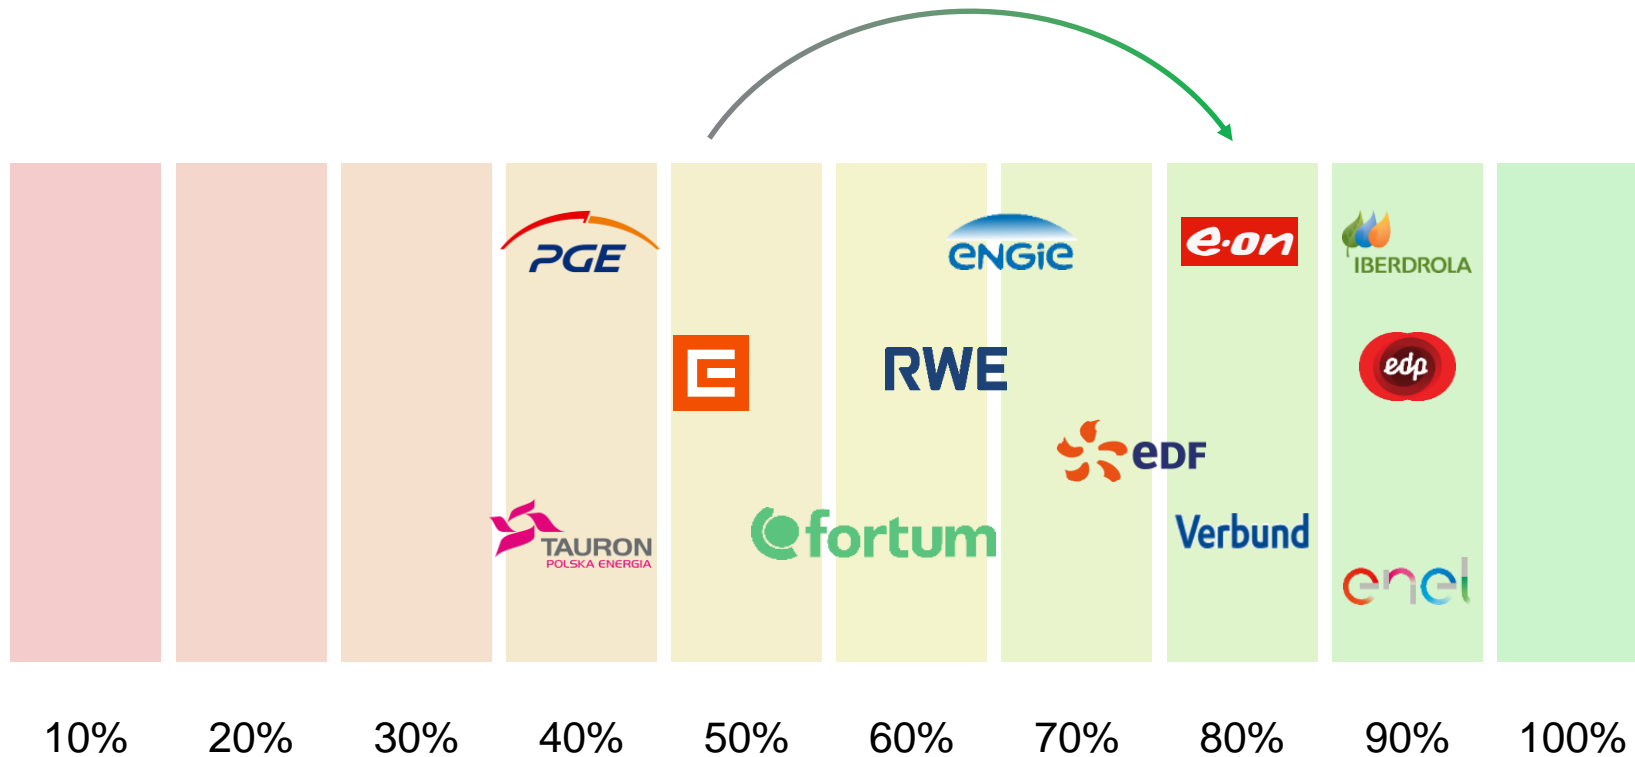 PGE
ENGIE
e·on
IBERDROLA
RWE
edp
eDF
TAURON
POLSKA ENERGIA
fortum
Verbund
enel
10% 20% 30% 40% 50% 60% 70% 80% 90% 100%